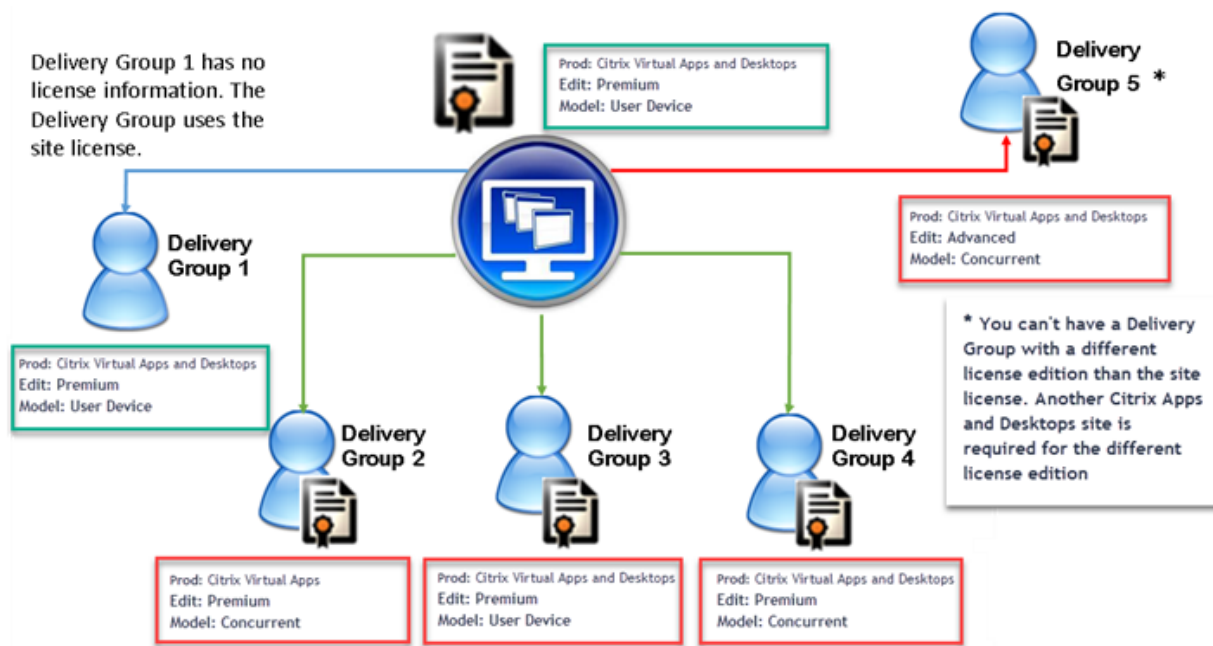 Delivery Group 1 has no
license information. The
Delivery Group uses the
site license.
Prod: Citrix Virtual Apps and Desktops
Edit: Premium
Model: User Device
Delivery
Group 5 *
Prod: Citrix Virtual Apps and Desktops
Edit: Advanced
Model: Concurrent
Delivery
Group 1
Prod: Citrix Virtual Apps and Desktops
Edit: Premium
Model: User Device
* You can't have a Delivery
Group with a different
license edition than the site
license. Another Citrix Apps
and Desktops site is
required for the different
license edition
Delivery
Group 2
Delivery
Group 3
Delivery
Group 4
Prod: Citrix Virtual Apps
Edit: Premium
Model: Concurrent
Prod: Citrix Virtual Apps and Desktops
Edit: Premium
Model: User Device
Prod: Citrix Virtual Apps and Desktops
Edit: Premium
Model: Concurrent